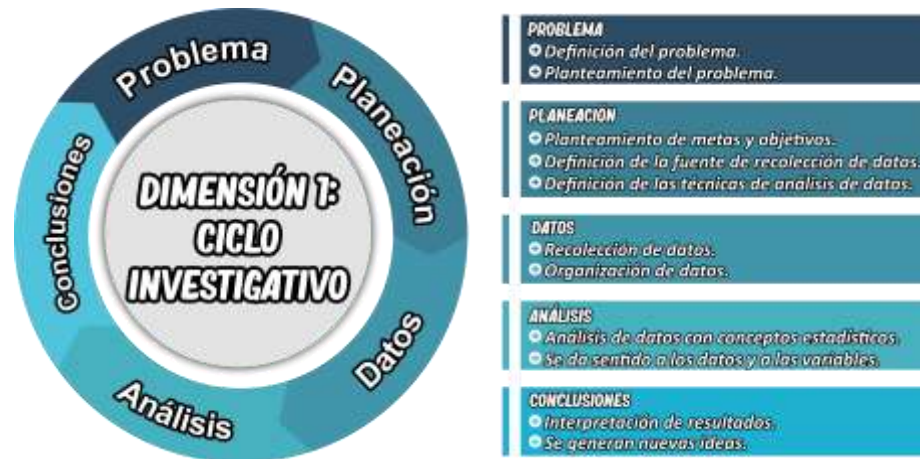 Problema
Planeación
Datos
Análisis
Conclusiones
DIMENSIÓN 1:
CICLO
INVESTIGATIVO
PROBLEMA
Definición del problema.
Planteamiento del problema.
PLANEACIÓN
Planteamiento de metas y objetivos.
Definición de la fuente de recolección de datos.
Definición de las técnicas de análisis de datos.
DATOS
Recolección de datos.
Organización de datos.
ANÁLISIS
Análisis de datos con conceptos estadísticos.
Se da sentido a los datos y a las variables.
CONCLUSIONES
Interpretación de resultados.
Se generan nuevas ideas.